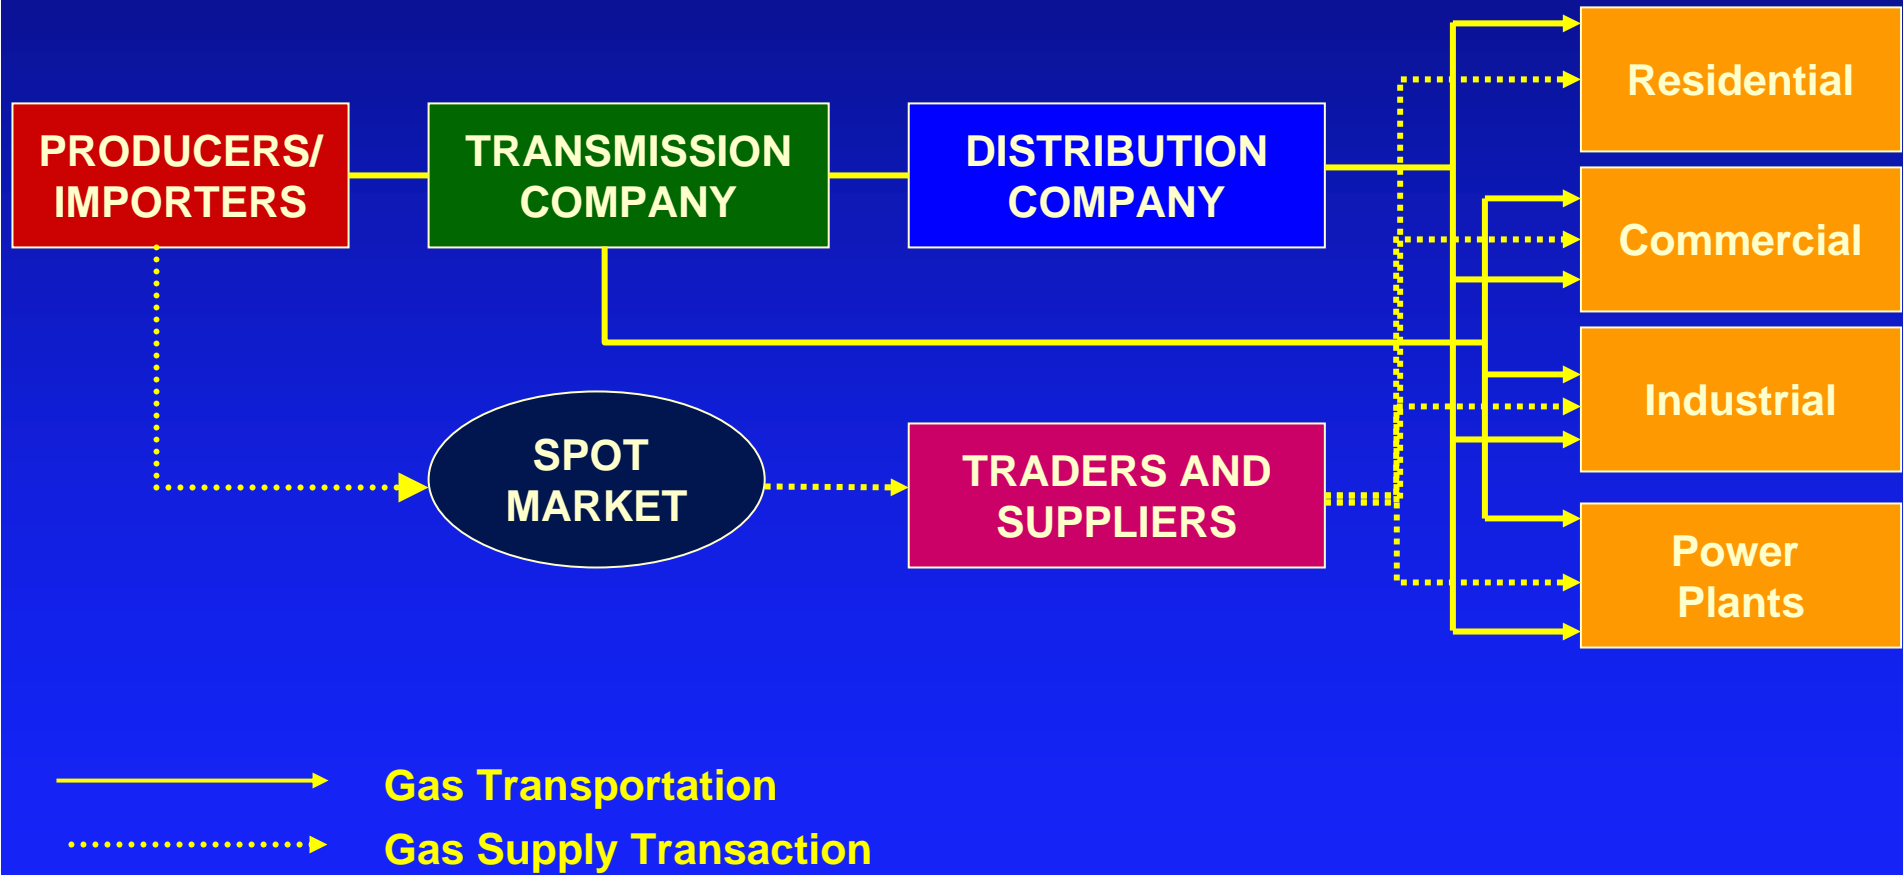 PRODUCERS/
IMPORTERS
TRANSMISSION
COMPANY
DISTRIBUTION
COMPANY
Residential
Commercial
Industrial
Power
Plants
SPOT
MARKET
TRADERS AND
SUPPLIERS
Gas Transportation
Gas Supply Transaction